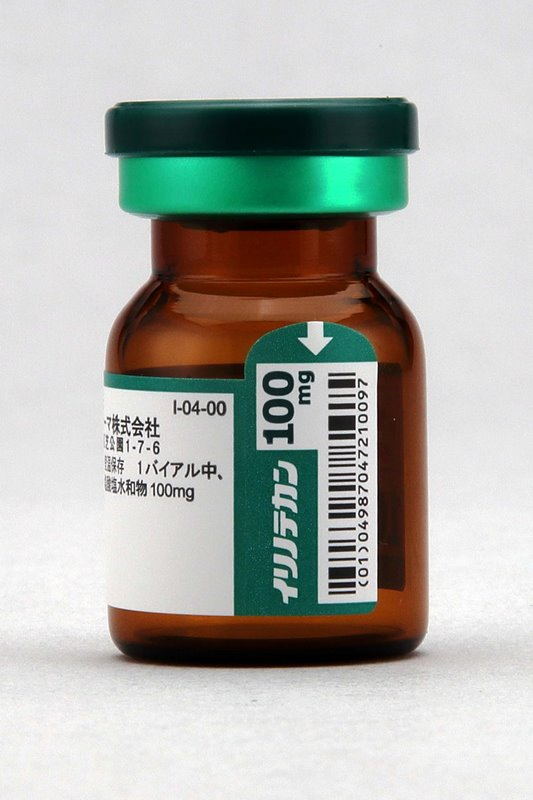 I-04-00
ーマ株式会社
芝公園1-7-6
温保存 1バイアル中、
酸塩水和物 100mg
イリノテカン 100mg
(01)04987047210097